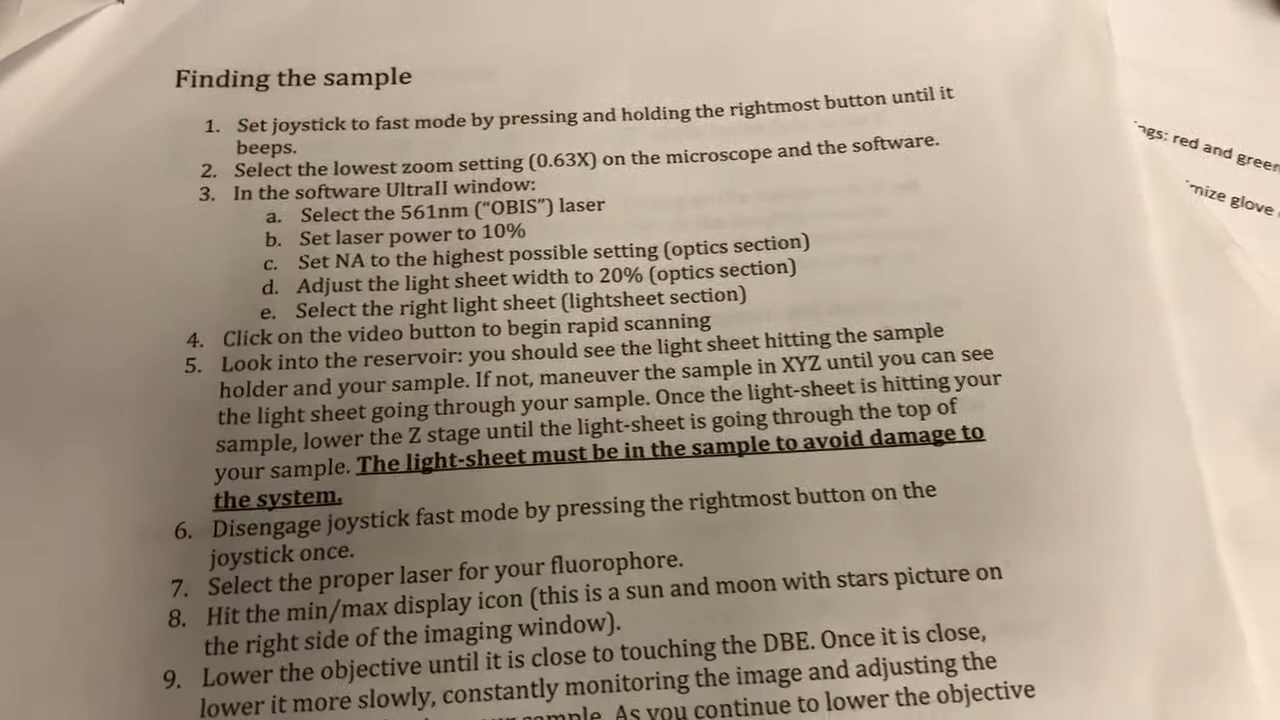 Finding the sample
1. Set joystick to fast mode by pressing and holding the rightmost button until it
beeps.
2. Select the lowest zoom setting (0.63X) on the microscope and the software.
3. In the software UltraII window:
a. Select the 561nm ("OBIS") laser
b. Set laser power to 10%
c. Set NA to the highest possible setting (optics section)
d. Adjust the light sheet width to 20% (optics section)
e. Select the right light sheet (lightsheet section)
4. Click on the video button to begin rapid scanning
5. Look into the reservoir: you should see the light sheet hitting the sample
holder and your sample. If not, maneuver the sample in XYZ until you can see
the light sheet going through your sample. Once the light-sheet is hitting your
sample, lower the Z stage until the light-sheet is going through the top of
your sample. The light-sheet must be in the sample to avoid damage to
the system.
6. Disengage joystick fast mode by pressing the rightmost button on the
joystick once.
7. Select the proper laser for your fluorophore.
8. Hit the min/max display icon (this is a sun and moon with stars picture on
the right side of the imaging window).
9. Lower the objective until it is close to touching the DBE. Once it is close,
lower it more slowly, constantly monitoring the image and adjusting the
sample. As you continue to lower the objective
red and green
glove